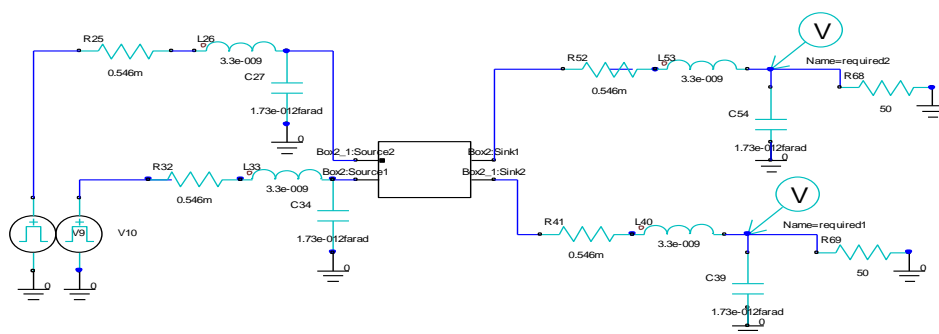 R25
0.546m
L26
3.3e-009
C27
1.73e-012farad
0
R52
0.546m
L53
3.3e-009
V
Name=required2
R68
50
0
C54
1.73e-012farad
0
Box2_1:Source2
Box2:Source1
Box2:Sink1
Box2_1:Sink2
R32
0.546m
L33
3.3e-009
C34
1.73e-012farad
0
R41
0.546m
L40
3.3e-009
V
Name=required1
R69
50
0
C39
1.73e-012farad
0
V9
V10
0
0